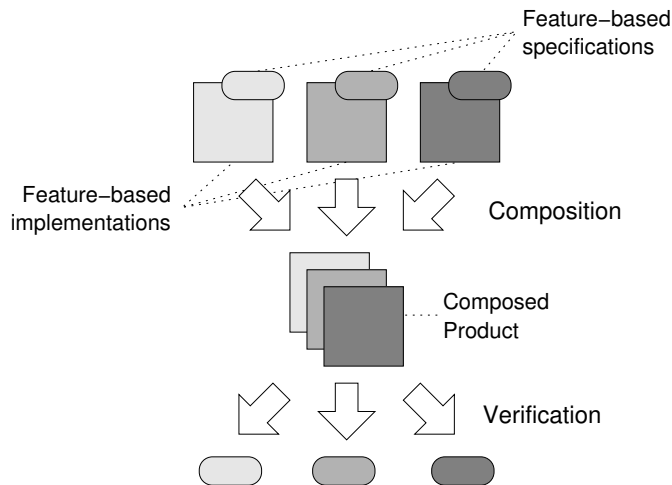 Feature−based
specifications
Feature−based
implementations
Composition
Composed
Product
Verification